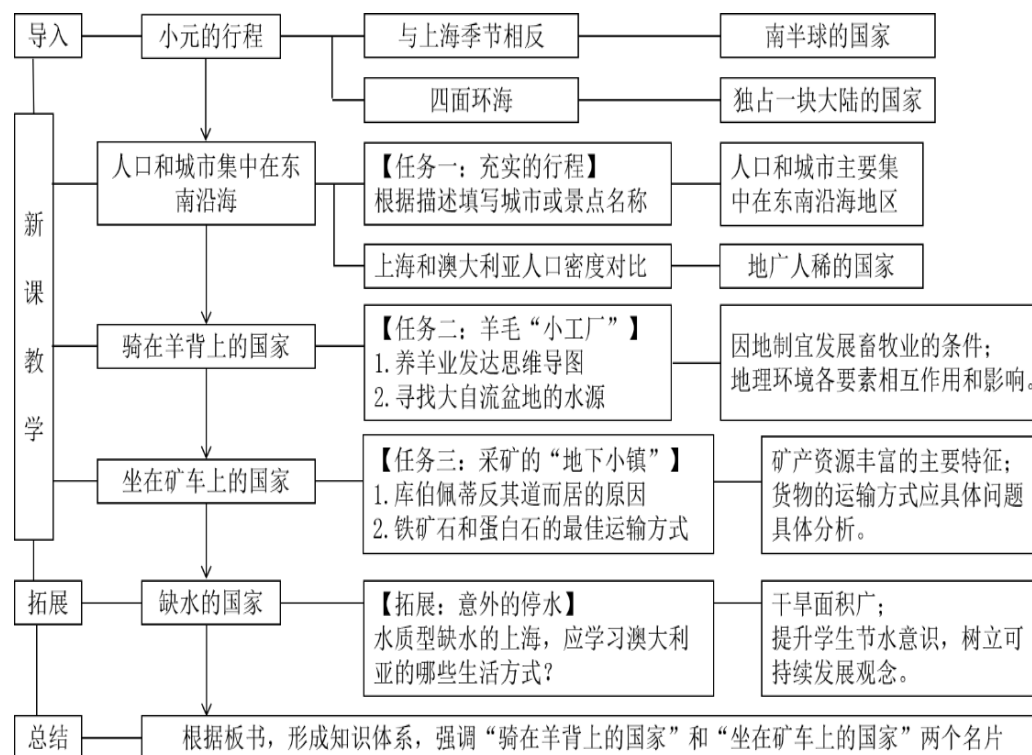 导入
小元的行程
与上海季节相反
南半球的国家
四面环海
独占一块大陆的国家
新
课
教
学
人口和城市集中在东
南沿海
【任务一：充实的行程】
根据描述填写城市或景点名称
人口和城市主要集
中在东南沿海地区
上海和澳大利亚人口密度对比
地广人稀的国家
骑在羊背上的国家
【任务二：羊毛“小工厂”】
1.养羊业发达思维导图
2.寻找大自流盆地的水源
因地制宜发展畜牧业的条件；
地理环境各要素相互作用和影响。
坐在矿车上的国家
【任务三：采矿的“地下小镇”】
1.库伯佩蒂反其道而居的原因
2.铁矿石和蛋白石的最佳运输方式
矿产资源丰富的主要特征；
货物的运输方式应具体问题
具体分析。
拓展
缺水的国家
【拓展：意外的停水】
水质型缺水的上海，应学习澳大利
亚的哪些生活方式？
干旱面积广；
提升学生节水意识，树立可
持续发展观念。
总结
根据板书，形成知识体系，强调“骑在羊背上的国家”和“坐在矿车上的国家”两个名片